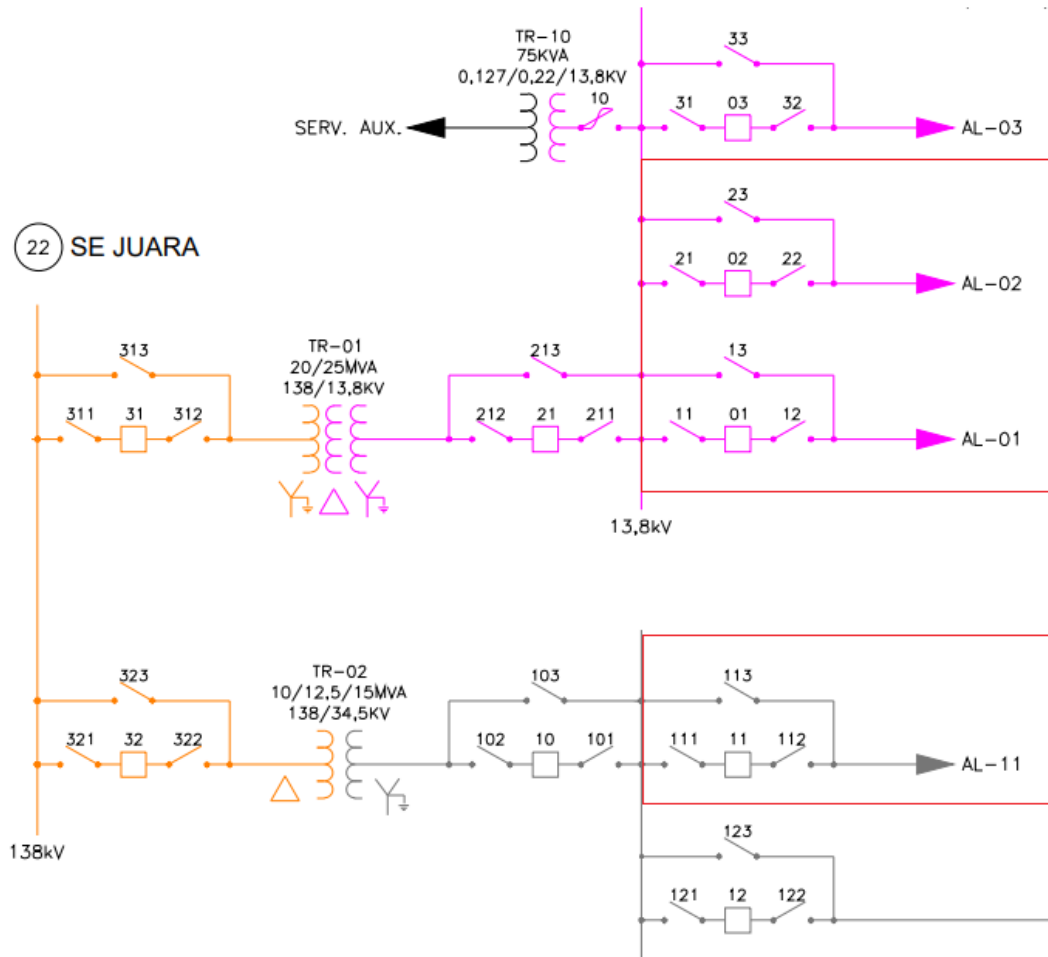 TR-10
75KVA
0,127/0,22/13,8KV
10
33
31 03 32
SERV. AUX.
AL-03
23
21 02 22
AL-02
22 SE JUARA
313
TR-01
20/25MVA
138/13,8KV
213
13
311 31 312
212 21 211
11 01 12
AL-01
13,8kV
323
TR-02
10/12,5/15MVA
138/34,5KV
103
113
321 32 322
102 10 101
111 11 112
AL-11
138kV
123
121 12 122